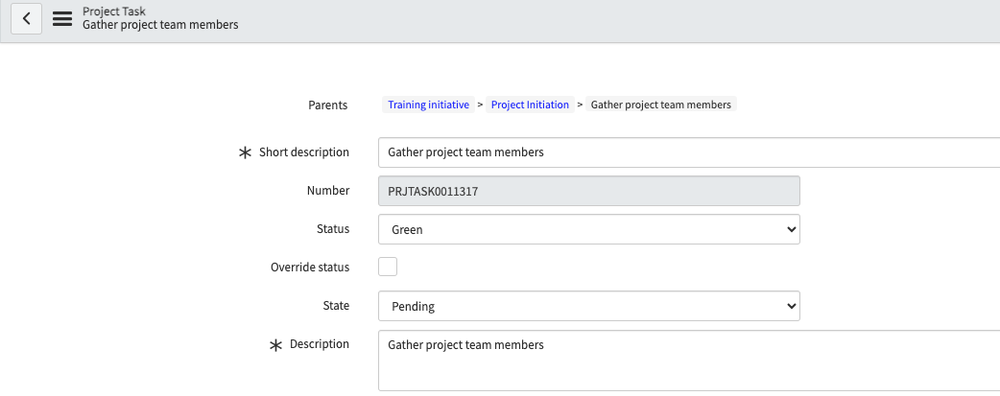 Project Task
Gather project team members
Parents Training initiative > Project Initiation > Gather project team members
Short description Gather project team members
Number PRJTASK0011317
Status Green
Override status
State Pending
Description Gather project team members